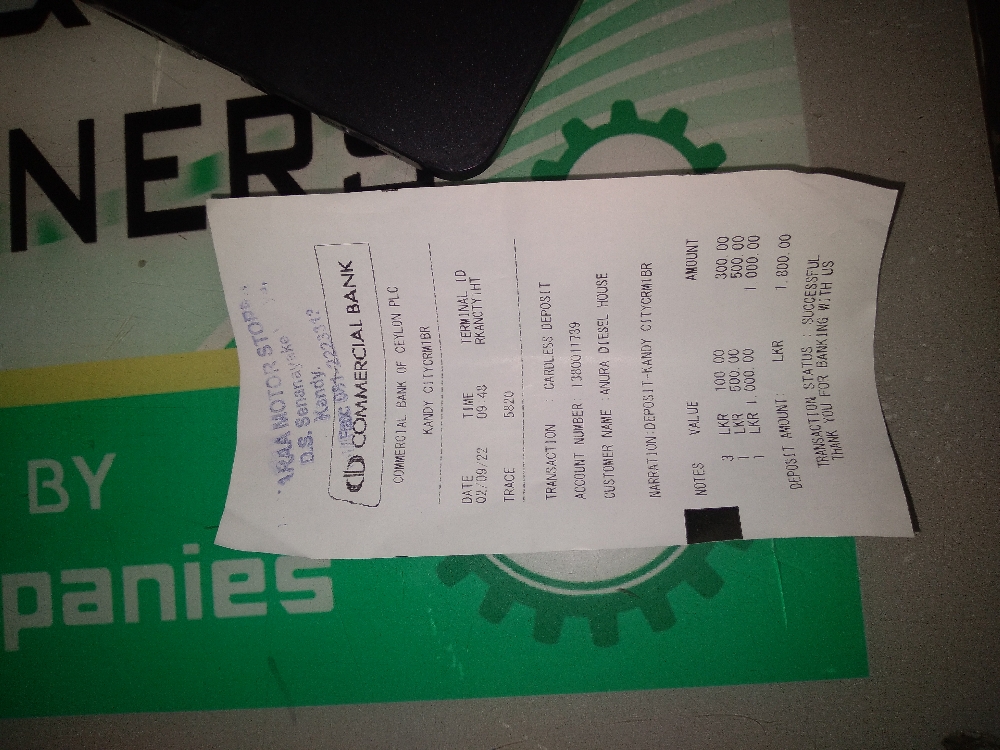 NERS
BY
panies
MOTOR STOR
D.S. Senanayake
Kandy.
COMMERCIAL BANK
COMMERCIAL BANK OF CEYLON PLC
KANDY CITYCRMIBR
DATE TIME TERMINAL ID
02/09/22 09:48
TRACE 5820
TRANSACTION : CARDLESS DEPOSIT
ACCOUNT NUMBER: 1380011739
CUSTOMER NAME :ANURA DIESEL HOUSE
NARRATION:DEPOSIT-KANDY CITYCRMIBR
NOTES VALUE AMOUNT
3 LKR 100.00 300.00
1 LKR 500.00 500.00
1 LKR 1,000.00 1 000.00
DEPOSIT AMOUNT: LKR 1,800.00
TRANSACTION STATUS : SUCCESSFUL
THANK YOU FOR BANKING WITH US